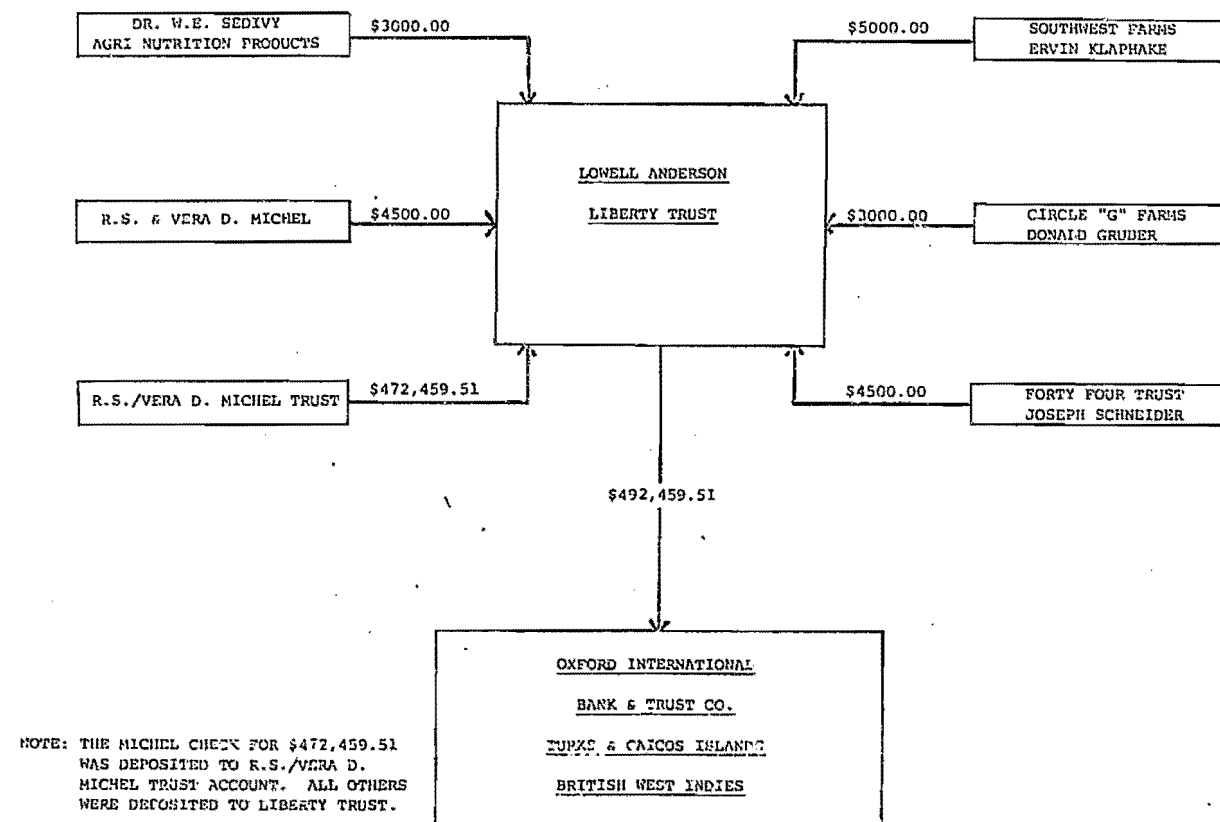 DR. W.E. SEDIVY
AGRI NUTRITION PRODUCTS
$3000.00
$5000.00
SOUTHWEST FARMS
ERVIN KLAPHAKE
LOWELL ANDERSON
LIBERTY TRUST
R.S. & VERA D. MICHEL
$4500.00
$3000.00
CIRCLE "G" FARMS
DONALD GRUBER
R.S./VERA D. MICHEL TRUST
$472,459.51
$4500.00
FORTY FOUR TRUST
JOSEPH SCHNEIDER
$492,459.51
OXFORD INTERNATIONAL
BANK & TRUST CO.
TURKS & CAICOS ISLANDS
BRITISH WEST INDIES
NOTE: THE MICHEL CHECK FOR $472,459.51
WAS DEPOSITED TO R.S./VERA D.
MICHEL TRUST ACCOUNT. ALL OTHERS
WERE DEPOSITED TO LIBERTY TRUST.